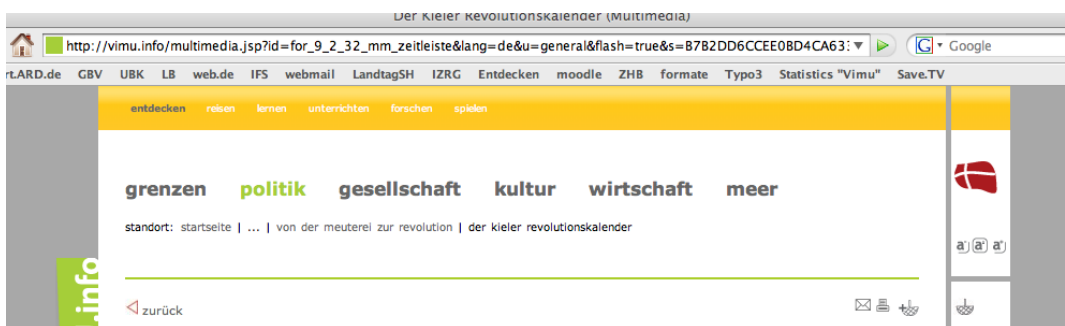 Der Kieler Revolutionskalender (Multimedia)
http://vimu.info/multimedia.jsp?id=for_9_2_32_mm_zeitleiste&lang=de&u=general&flash=true&s=B7B2DD6CCEE0BD4CA63 G Google
rt.ARD.de GBV UBK LB web.de IFS webmail LandtagSH IZRG Entdecken moodle ZHB formate Typo3 Statistics "Vimu" Save.TV
entdecken reisen lernen unterrichten forschen spielen
grenzen politik gesellschaft kultur wirtschaft meer
standort: startseite | ... | von der meuterei zur revolution | der kieler revolutionskalender
a- a° a+
.info
zurück